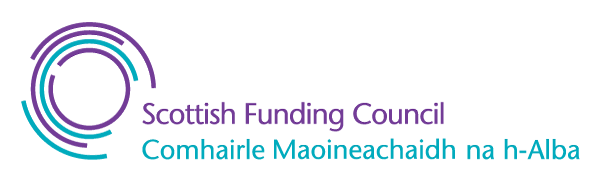 Scottish Funding Council
Comhairle Maoineachaidh na h-Alba